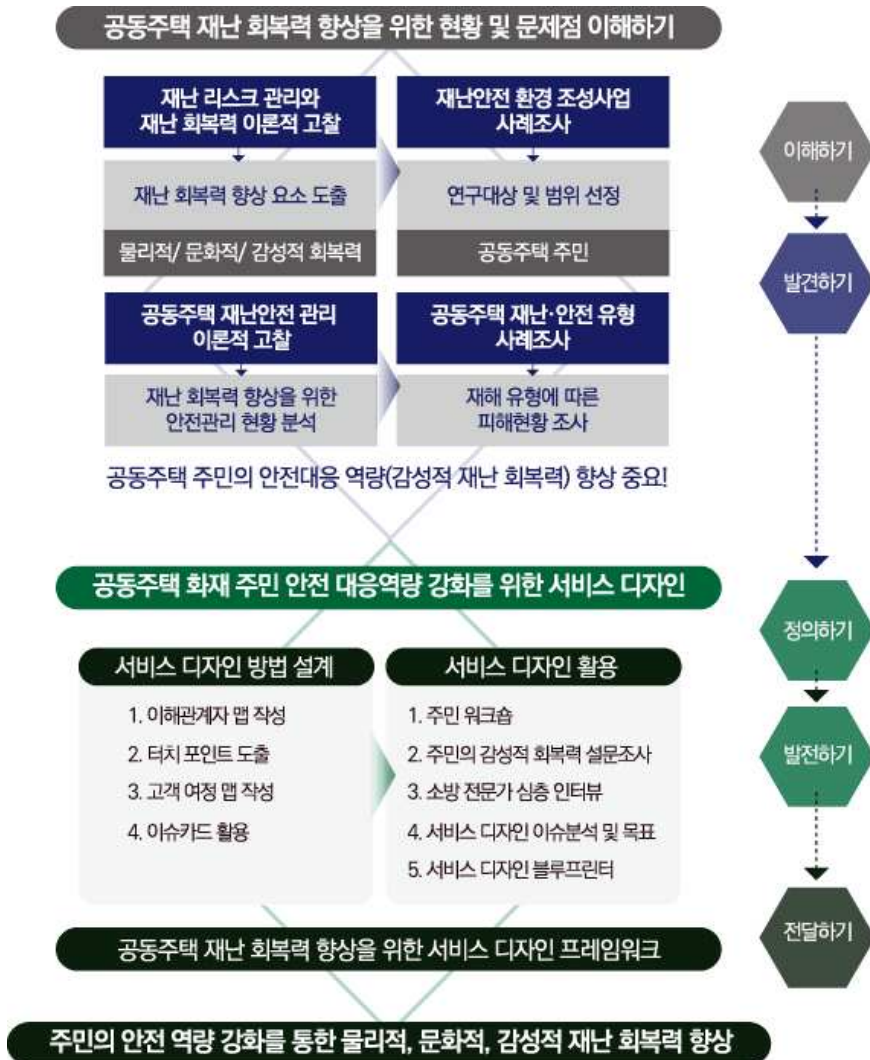 공동주택 재난 회복력 향상을 위한 현황 및 문제점 이해하기
재난 리스크 관리와
재난 회복력 이론적 고찰
재난 회복력 향상 요소 도출
물리적/ 문화적/ 감성적 회복력
재난안전 환경 조성사업
사례조사
연구대상 및 범위 선정
공동주택 주민
공동주택 재난안전 관리
이론적 고찰
재난 회복력 향상을 위한
안전관리 현황 분석
공동주택 재난·안전 유형
사례조사
재해 유형에 따른
피해현황 조사
공동주택 주민의 안전대응 역량(감성적 재난 회복력) 향상 중요!
공동주택 화재 주민 안전 대응역량 강화를 위한 서비스 디자인
서비스 디자인 방법 설계
1. 이해관계자 맵 작성
2. 터치 포인트 도출
3. 고객 여정 맵 작성
4. 이슈카드 활용
서비스 디자인 활용
1. 주민 워크숍
2. 주민의 감성적 회복력 설문조사
3. 소방 전문가 심층 인터뷰
4. 서비스 디자인 이슈분석 및 목표
5. 서비스 디자인 블루프린터
공동주택 재난 회복력 향상을 위한 서비스 디자인 프레임워크
주민의 안전 역량 강화를 통한 물리적, 문화적, 감성적 재난 회복력 향상
이해하기
발견하기
정의하기
발전하기
전달하기